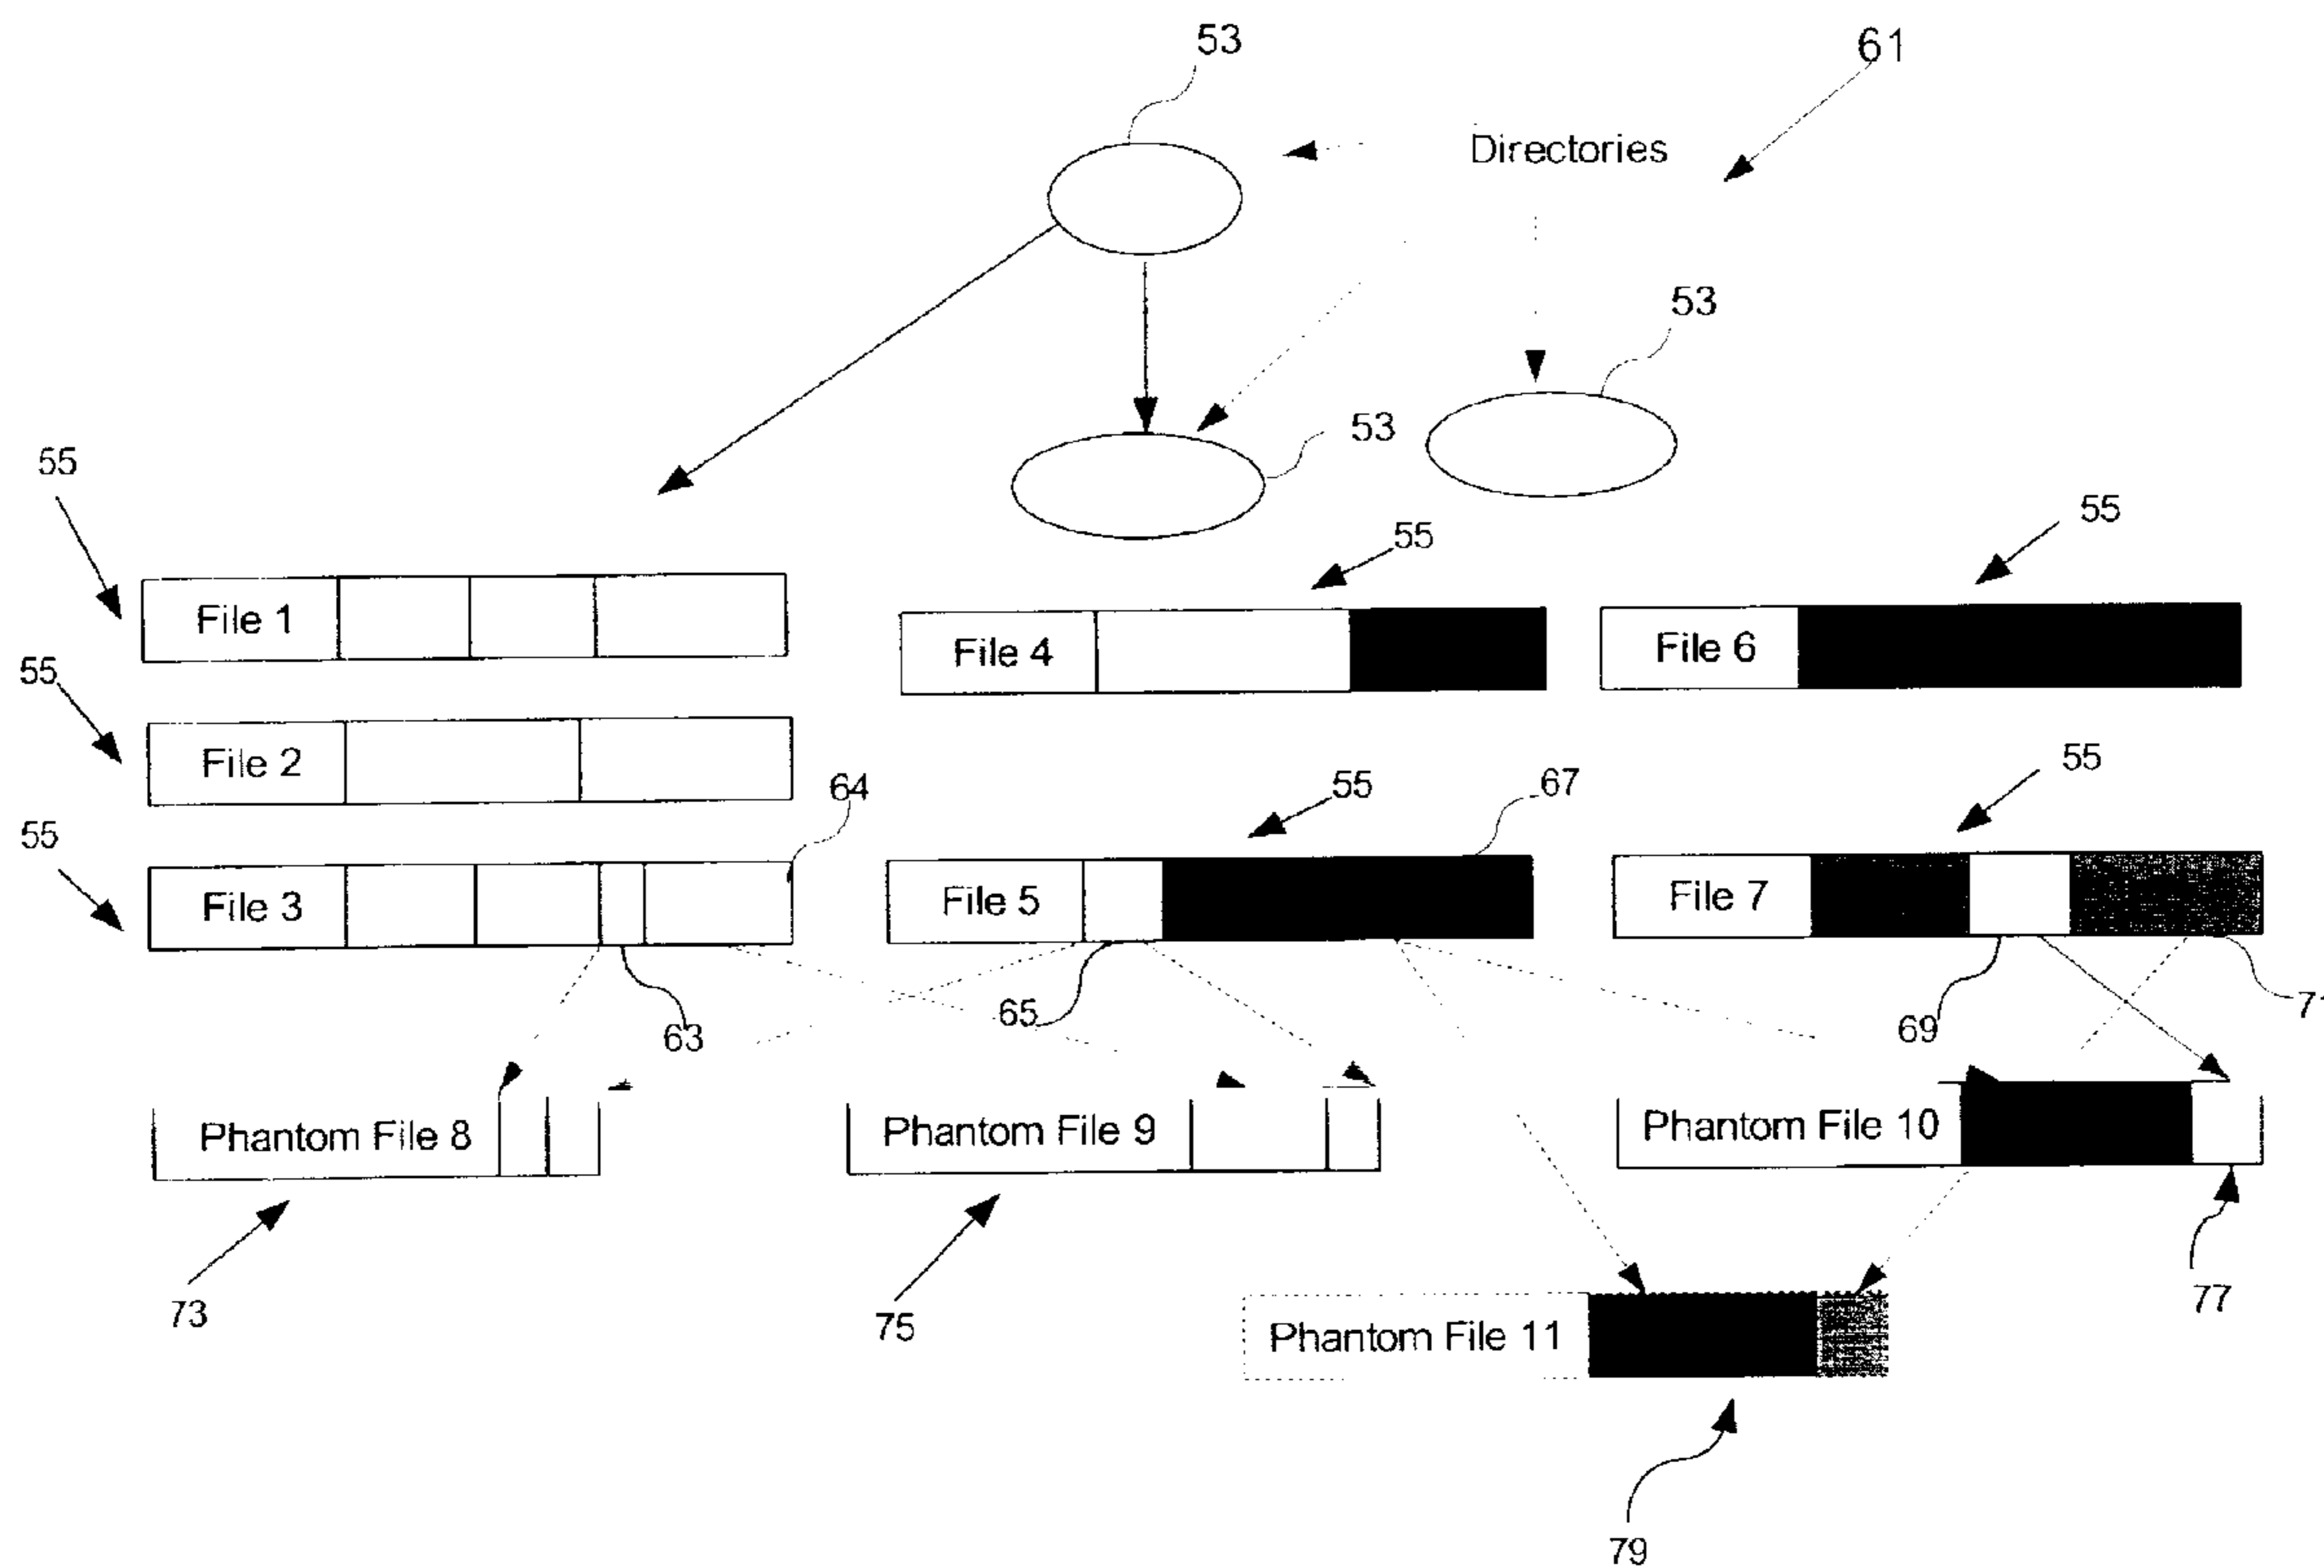 53
61
Directories
53
53
55
55
55
File 1
File 4
File 6
55
File 2
64
55
67
55
55
File 3
File 5
File 7
63
65
69
Phantom File 8
Phantom File 9
Phantom File 10
73
75
77
Phantom File 11
79